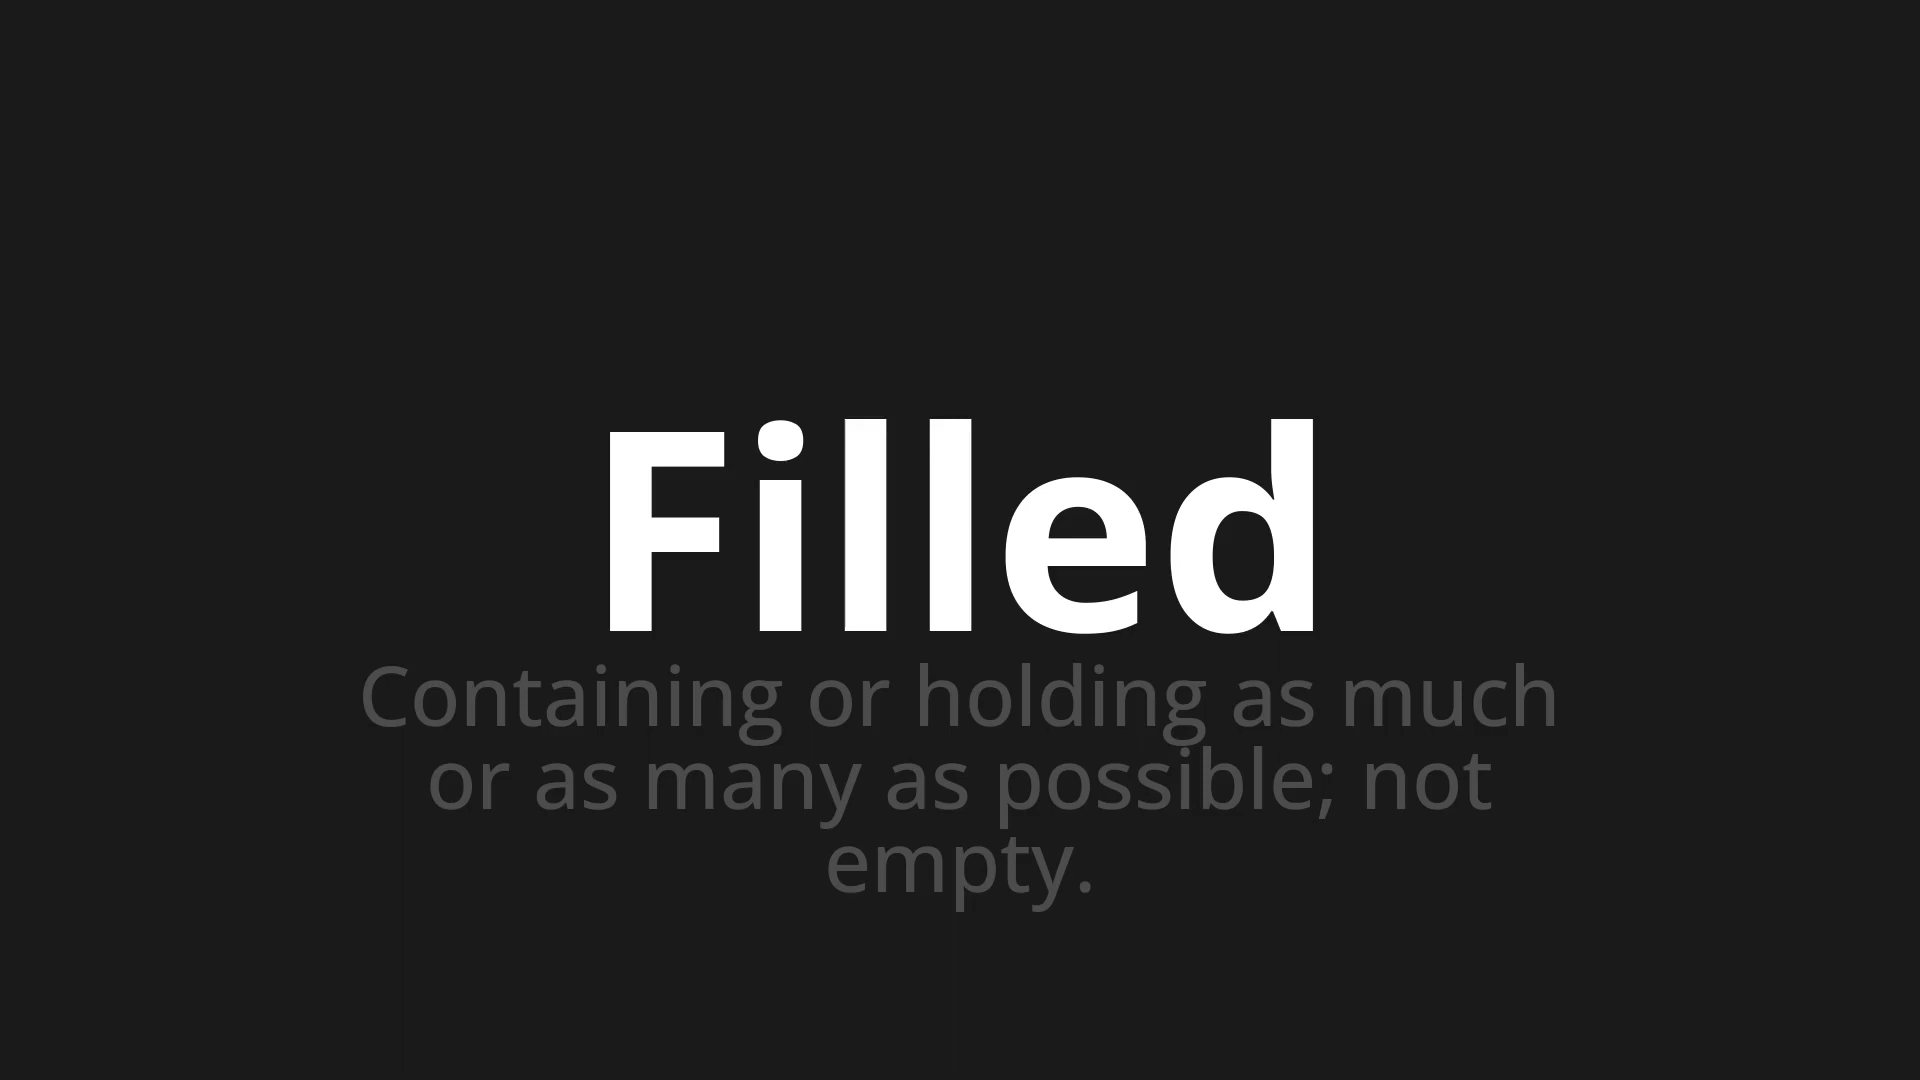 Filled
Containing or holding as much
or as many as possible; not
empty.